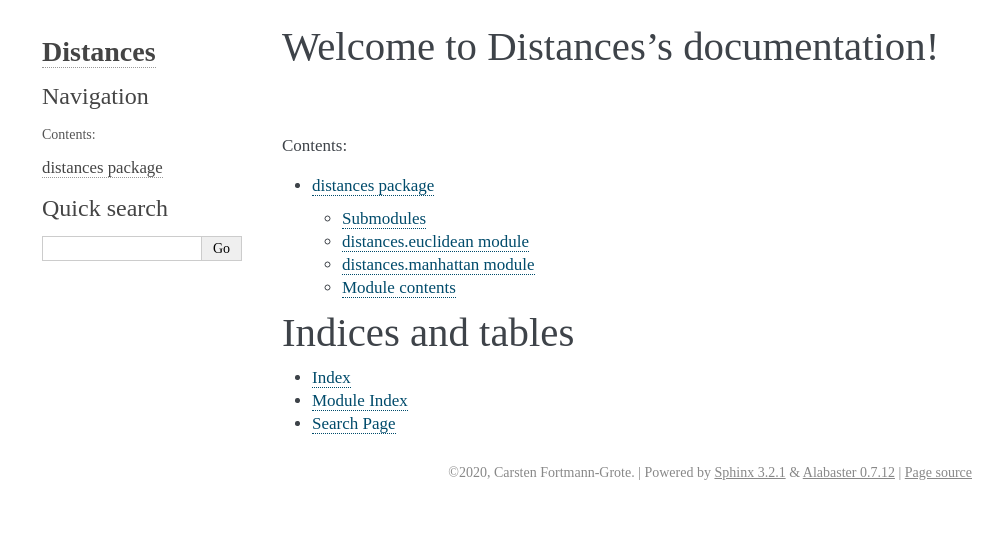 Distances
Navigation
Contents:
distances package
Quick search
Go
Welcome to Distances’s documentation!
Contents:
distances package
Submodules
distances.euclidean module
distances.manhattan module
Module contents
Indices and tables
Index
Module Index
Search Page
©2020, Carsten Fortmann-Grote. | Powered by Sphinx 3.2.1 & Alabaster 0.7.12 | Page source